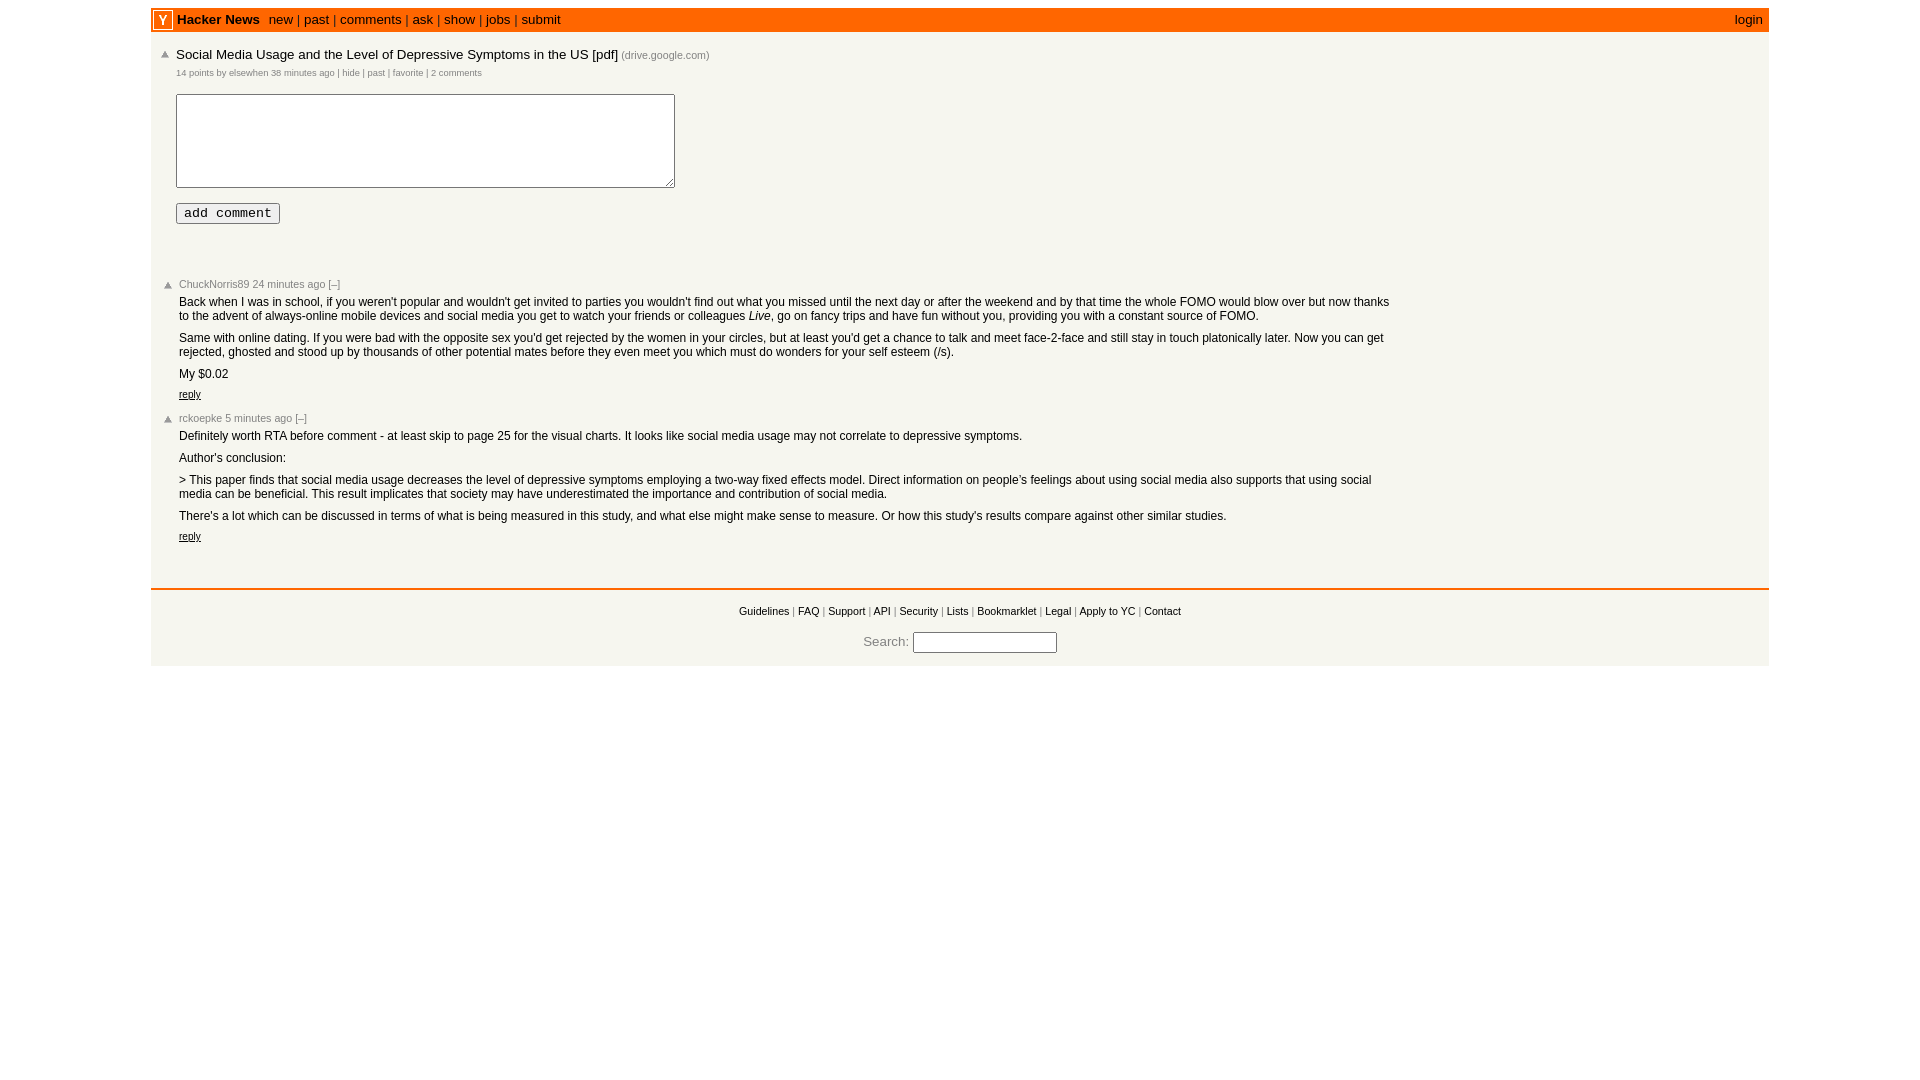 Y Hacker News new | past | comments | ask | show | jobs | submit login
Social Media Usage and the Level of Depressive Symptoms in the US [pdf] (drive.google.com)
14 points by elsewhen 38 minutes ago | hide | past | favorite | 2 comments
add comment
ChuckNorris89 24 minutes ago [–]
Back when I was in school, if you weren't popular and wouldn't get invited to parties you wouldn't find out what you missed until the next day or after the weekend and by that time the whole FOMO would blow over but now thanks
to the advent of always-online mobile devices and social media you get to watch your friends or colleagues Live, go on fancy trips and have fun without you, providing you with a constant source of FOMO.
Same with online dating. If you were bad with the opposite sex you'd get rejected by the women in your circles, but at least you'd get a chance to talk and meet face-2-face and still stay in touch platonically later. Now you can get
rejected, ghosted and stood up by thousands of other potential mates before they even meet you which must do wonders for your self esteem (/s).
My $0.02
reply
rckoepke 5 minutes ago [–]
Definitely worth RTA before comment - at least skip to page 25 for the visual charts. It looks like social media usage may not correlate to depressive symptoms.
Author's conclusion:
> This paper finds that social media usage decreases the level of depressive symptoms employing a two-way fixed effects model. Direct information on people's feelings about using social media also supports that using social
media can be beneficial. This result implicates that society may have underestimated the importance and contribution of social media.
There's a lot which can be discussed in terms of what is being measured in this study, and what else might make sense to measure. Or how this study's results compare against other similar studies.
reply
Guidelines | FAQ | Support | API | Security | Lists | Bookmarklet | Legal | Apply to YC | Contact
Search: